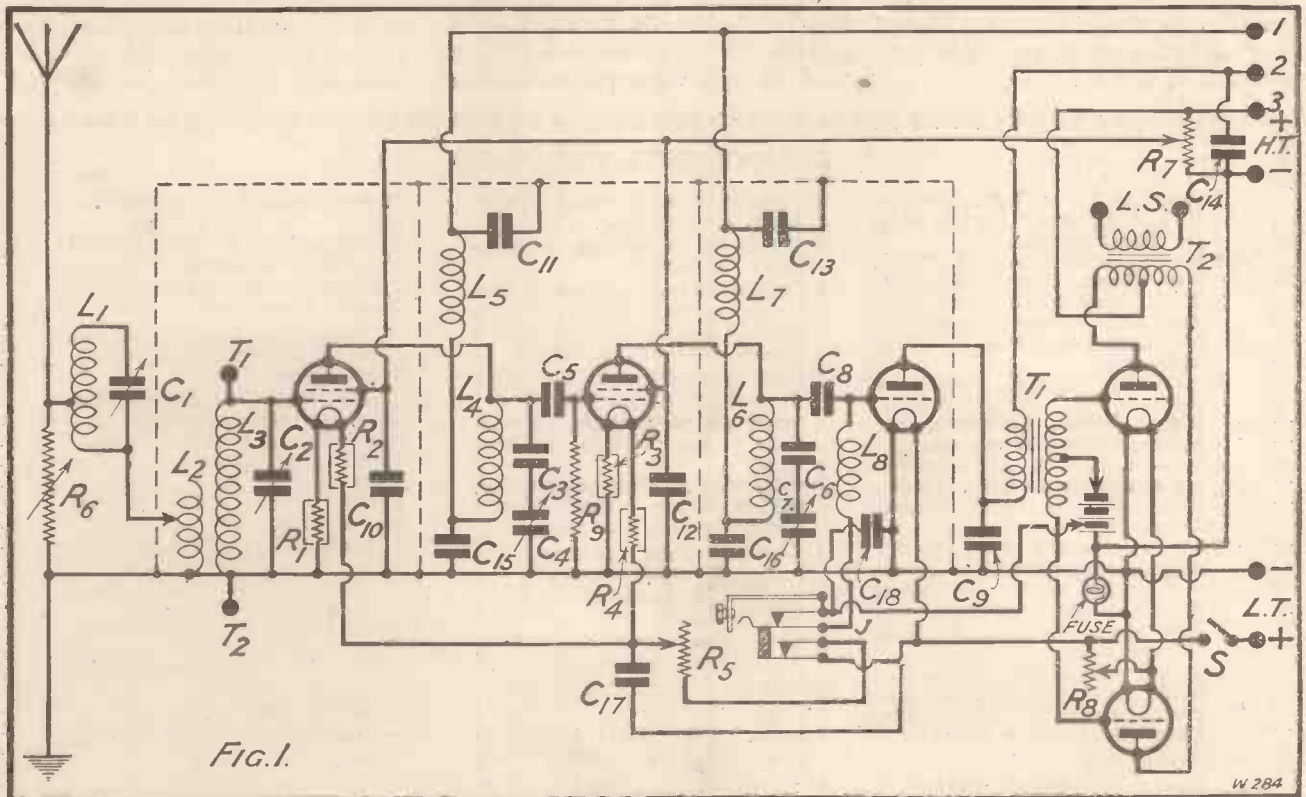 1
2
3
+
H.T.
-
R7
C14
L.S.
T2
C11
C13
L5
L7
L1
C1
T1
L2
L3
C2
R2
R1
C10
R6
T2
L4
C5
C3
C4
C15
R9
R3
R4
C12
L6
C8
C7
C6
C16
L8
C18
T1
C9
FUSE
-
L.T.
+
S
J
R5
C17
R8
FIG.1.
W 284